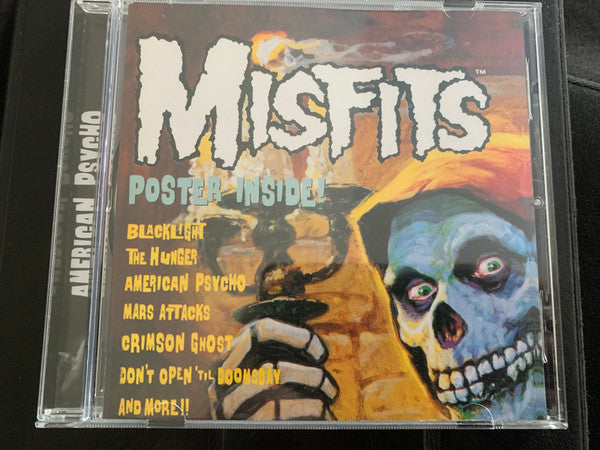 MISFITS™
POSTER INSIDE!
BLACKLIGHT
THE HUNGER
AMERICAN PSYCHO
MARS ATTACKS
CRIMSON GHOST
DON'T OPEN 'TIL DOOMSDAY
AND MORE!!
AMERICAN PSYCHO